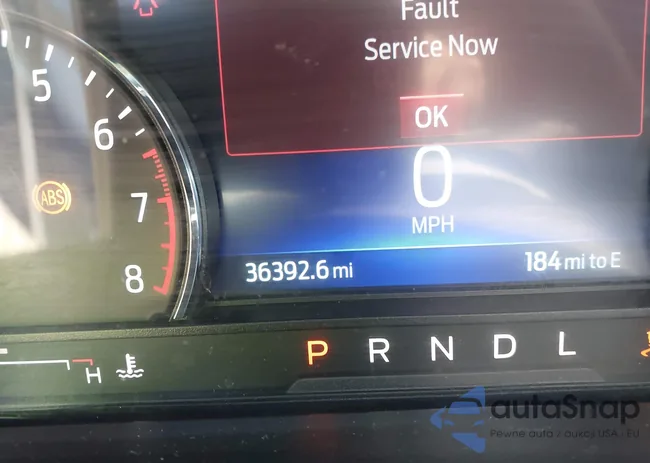 Fault
Service Now
OK
5
6
7
8
ABS
0
MPH
36392.6 mi
184 mi to E
H
P R N D L
autaSnap
Pewne auta z aukcji USA - EU